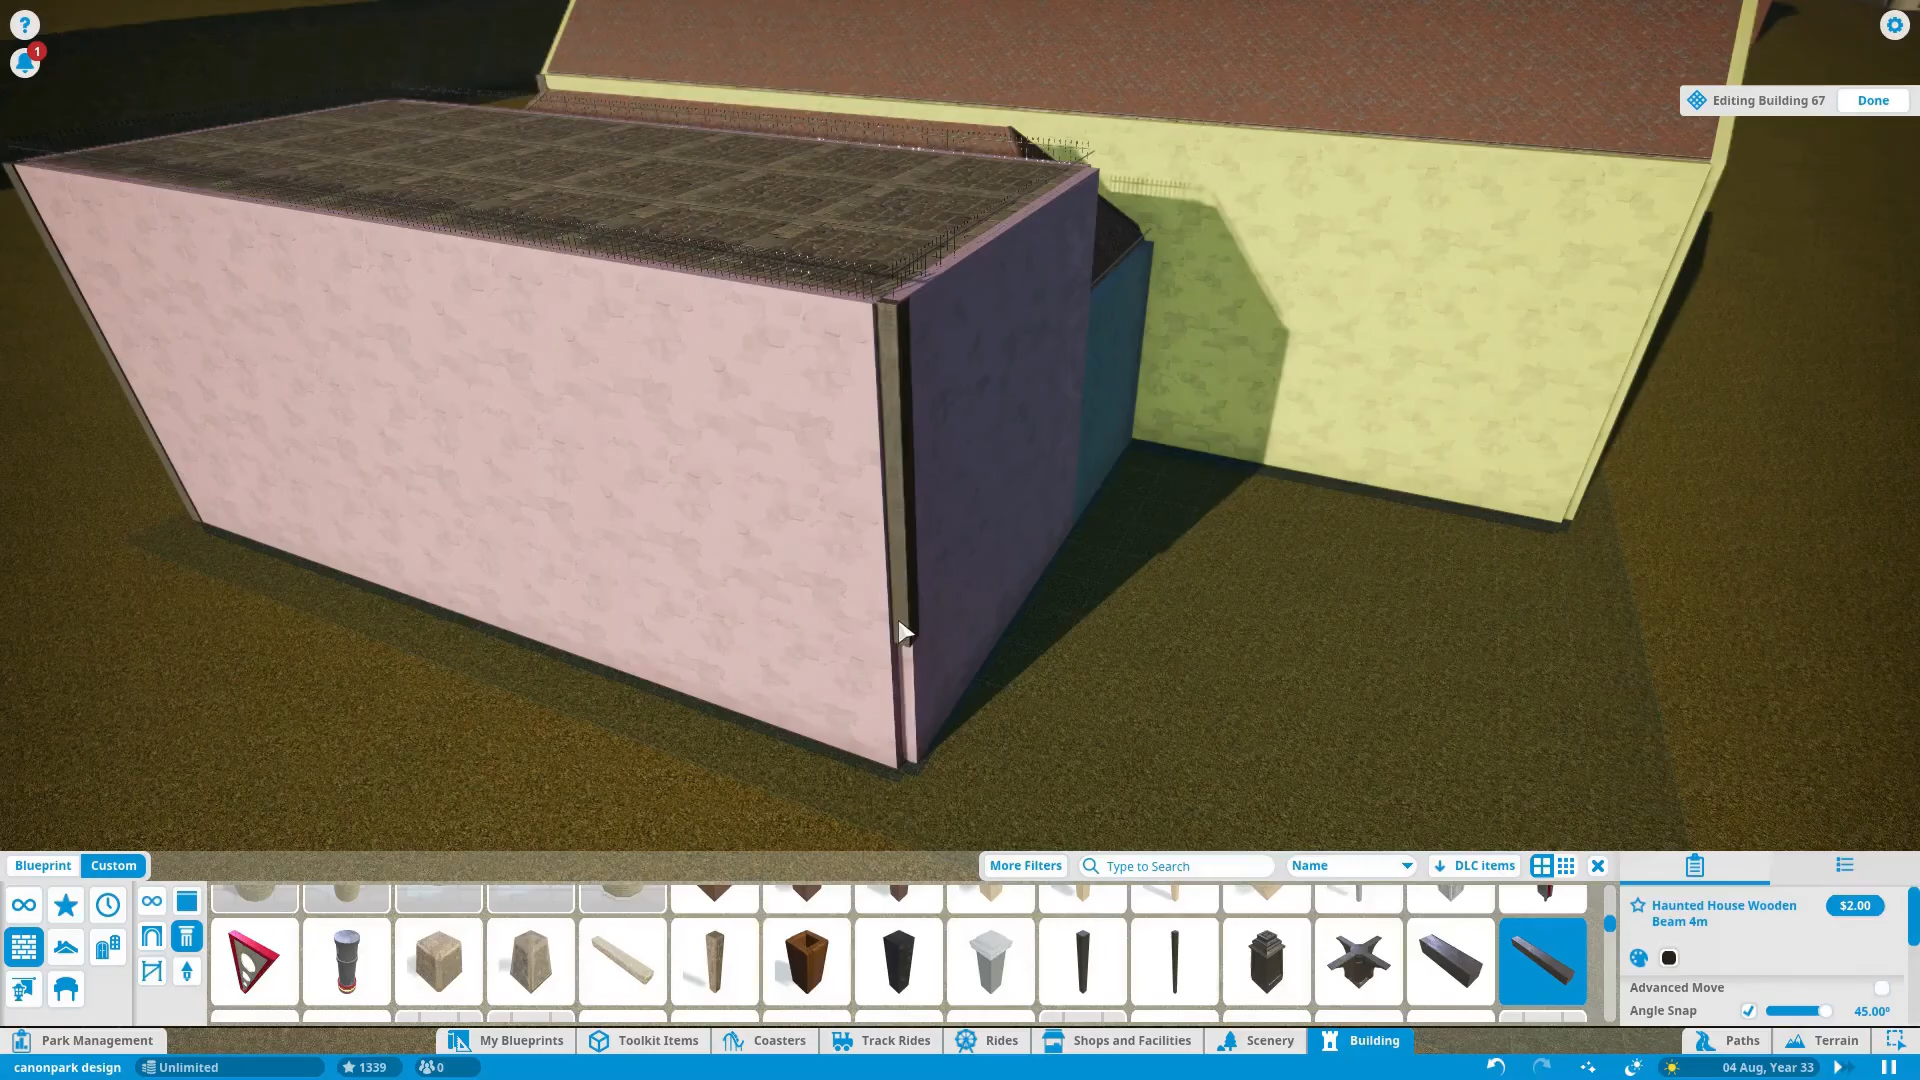 ?
1
Editing Building 67
Done
Blueprint
Custom
More Filters
Type to Search
Name
DLC items
Haunted House Wooden
Beam 4m
$2.00
Advanced Move
Angle Snap
45.00°
Park Management
My Blueprints
Toolkit Items
Coasters
Track Rides
Rides
Shops and Facilities
Scenery
Building
Paths
Terrain
canonpark design
Unlimited
1339
0
04 Aug, Year 33